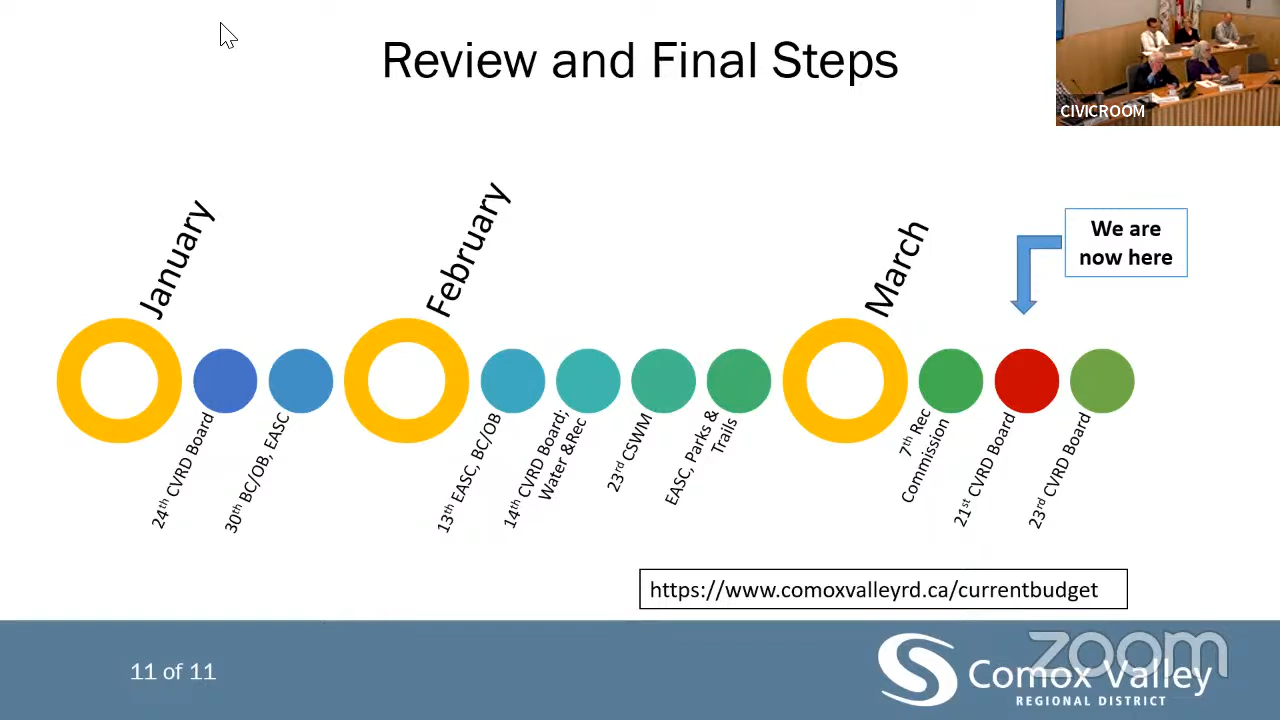 Review and Final Steps
CIVICROOM
January
February
March
We are
now here
24th CVRD Board
30th BC/OB, EASC
13th EASC, BC/OB
14th CVRD Board;
Water &Rec
23rd CSWM
EASC, Parks &
Trails
7th Rec
Commission
21st CVRD Board
23rd CVRD Board
https://www.comoxvalleyrd.ca/currentbudget
11 of 11
zoom
Comox Valley
REGIONAL DISTRICT